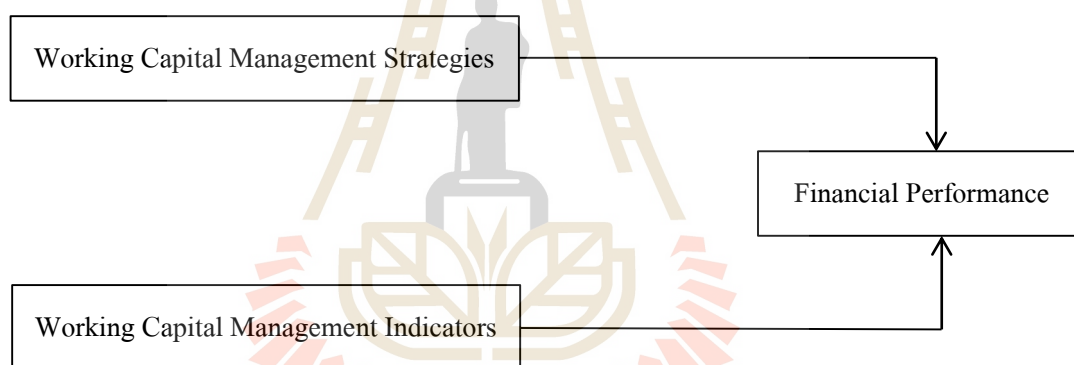 Working Capital Management Strategies
Financial Performance
Working Capital Management Indicators